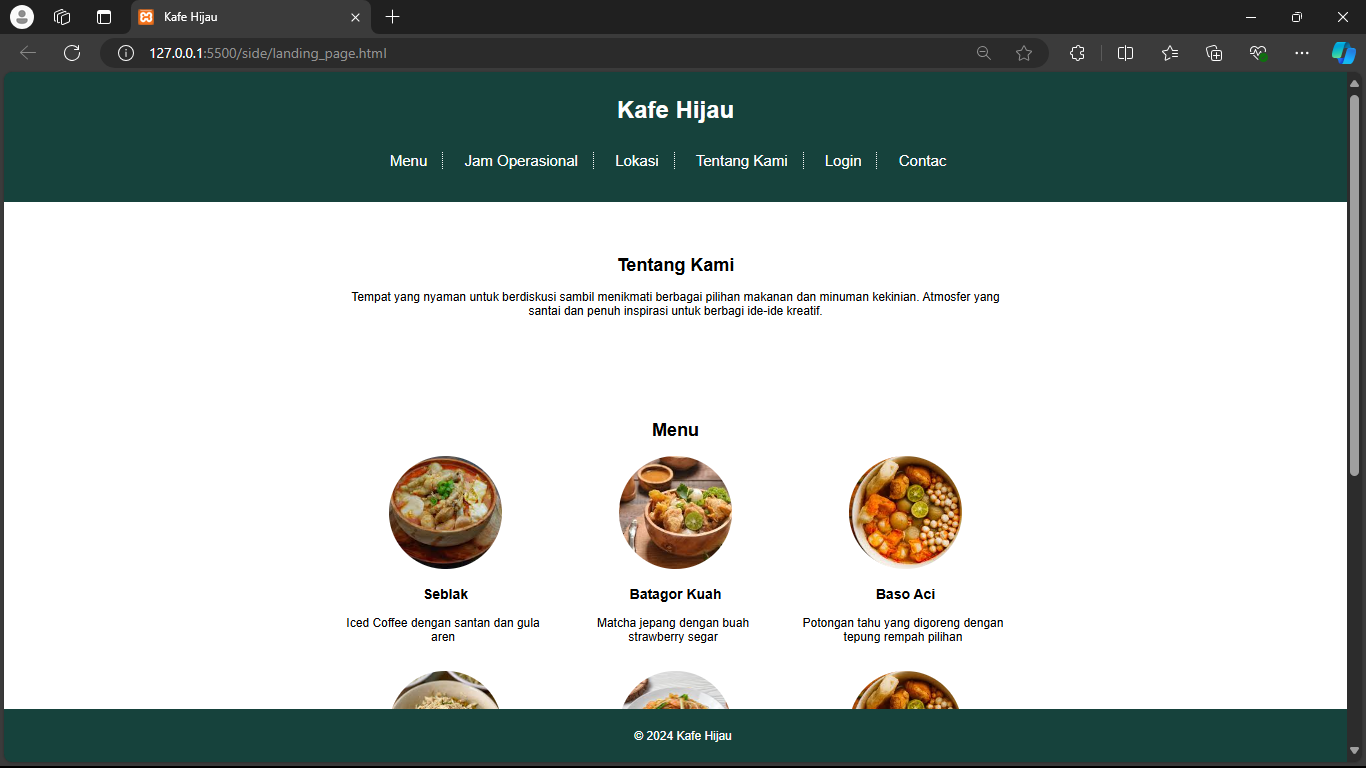 Kafe Hijau
127.0.0.1:5500/side/landing_page.html
Kafe Hijau
Menu Jam Operasional Lokasi Tentang Kami Login Contac
Tentang Kami
Tempat yang nyaman untuk berdiskusi sambil menikmati berbagai pilihan makanan dan minuman kekinian. Atmosfer yang
santai dan penuh inspirasi untuk berbagi ide-ide kreatif.
Menu
Seblak
Iced Coffee dengan santan dan gula
aren
Batagor Kuah
Matcha jepang dengan buah
strawberry segar
Baso Aci
Potongan tahu yang digoreng dengan
tepung rempah pilihan
© 2024 Kafe Hijau